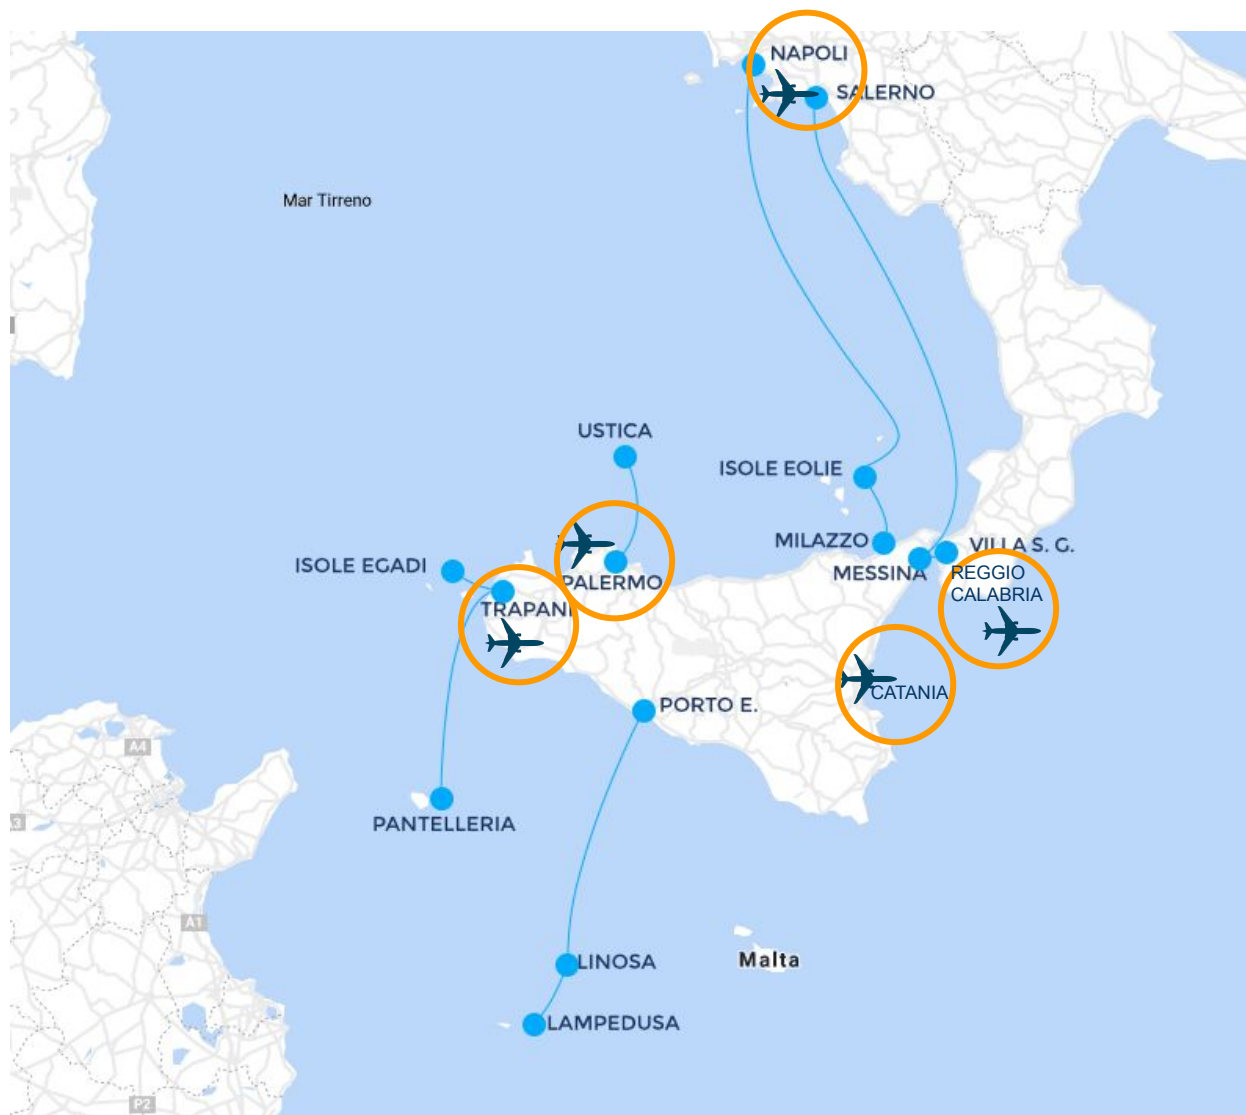 NAPOLI
SALERNO
Mar Tirreno
USTICA
ISOLE EOLIE
MILAZZO
VILLA S. G.
ISOLE EGADI
MESSINA
REGGIO
CALABRIA
PALERMO
TRAPANI
CATANIA
PORTO E.
A4
PANTELLERIA
A1
Malta
LINOSA
LAMPEDUSA
P2